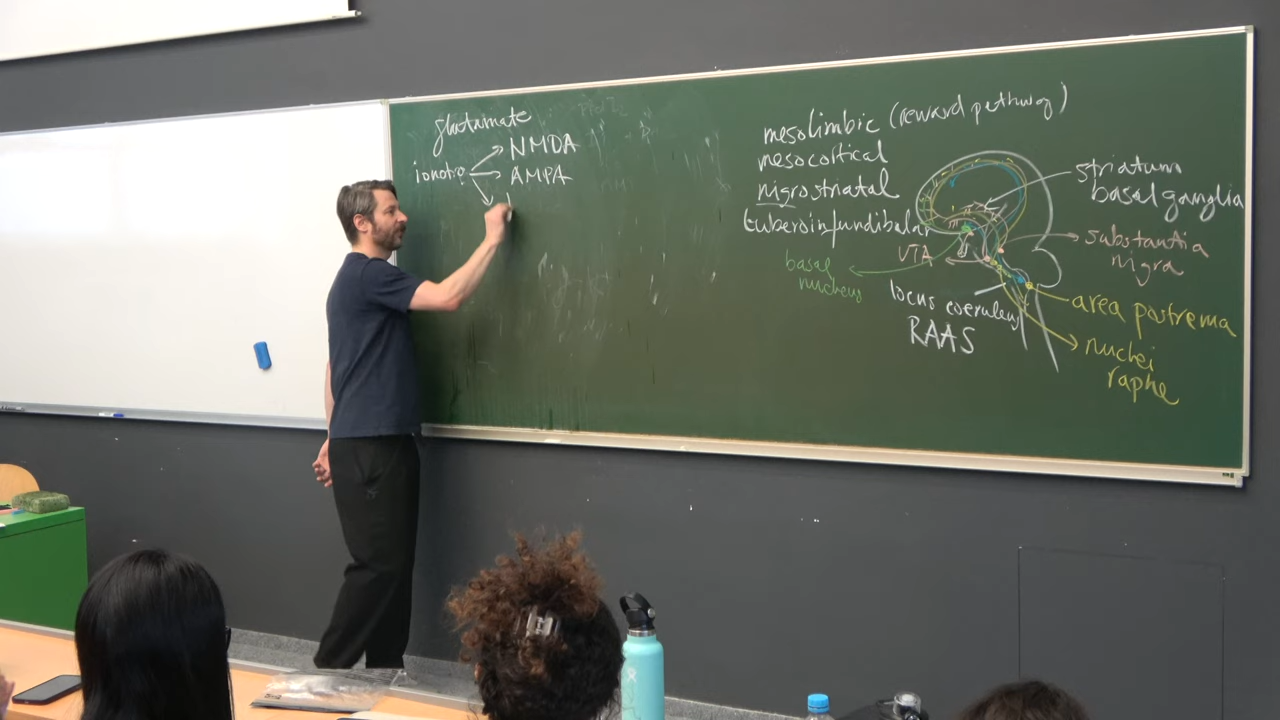 glutamate
ionotro
NMDA
AMPA
mesolimbic (reward pathway)
mesocortical
nigrostriatal
tuberoinfundibular
basal
nucleus
VTA
locus coeruleus
RAAS
striatum
basal ganglia
substantia
nigra
area postrema
nuclei
raphe